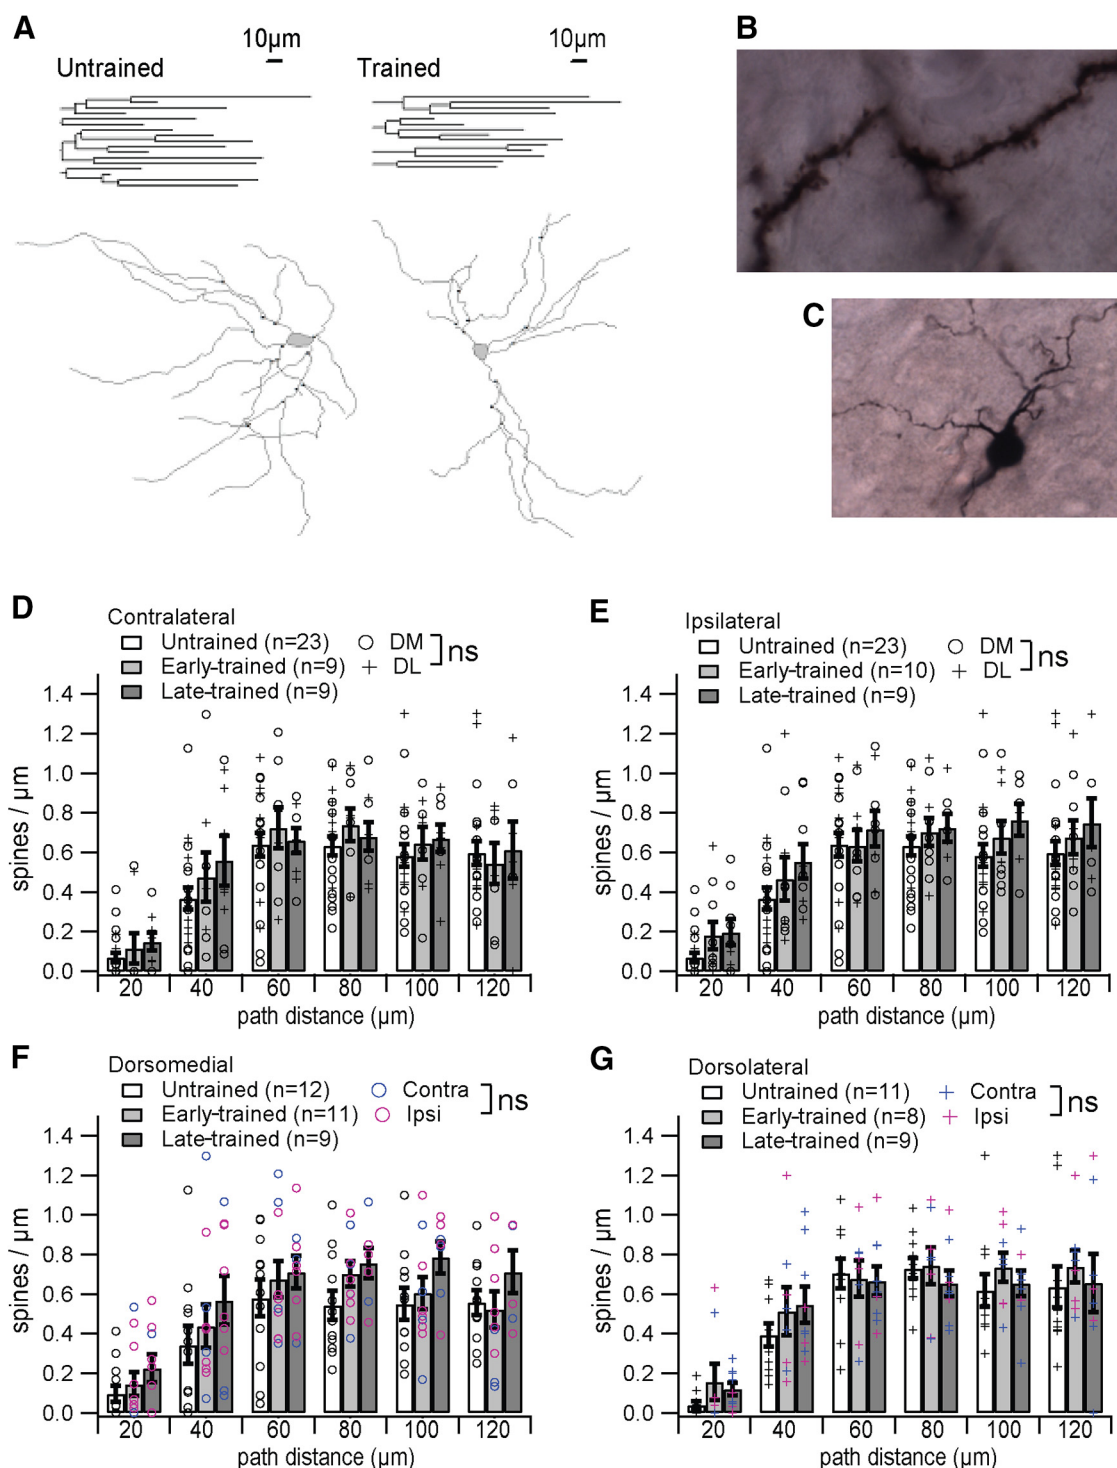 A
10µm
10µm
Untrained
Trained
B
C
D
Contralateral
Untrained (n=23)
Early-trained (n=9)
Late-trained (n=9)
DM
DL
ns
spines / µm
1.4
1.2
1.0
0.8
0.6
0.4
0.2
0.0
20 40 60 80 100 120
path distance (µm)
E
Ipsilateral
Untrained (n=23)
Early-trained (n=10)
Late-trained (n=9)
DM
DL
ns
spines / µm
1.4
1.2
1.0
0.8
0.6
0.4
0.2
0.0
20 40 60 80 100 120
path distance (µm)
F
Dorsomedial
Untrained (n=12)
Early-trained (n=11)
Late-trained (n=9)
Contra
Ipsi
ns
spines / µm
1.4
1.2
1.0
0.8
0.6
0.4
0.2
0.0
20 40 60 80 100 120
path distance (µm)
G
Dorsolateral
Untrained (n=11)
Early-trained (n=8)
Late-trained (n=9)
Contra
Ipsi
ns
spines / µm
1.4
1.2
1.0
0.8
0.6
0.4
0.2
0.0
20 40 60 80 100 120
path distance (µm)